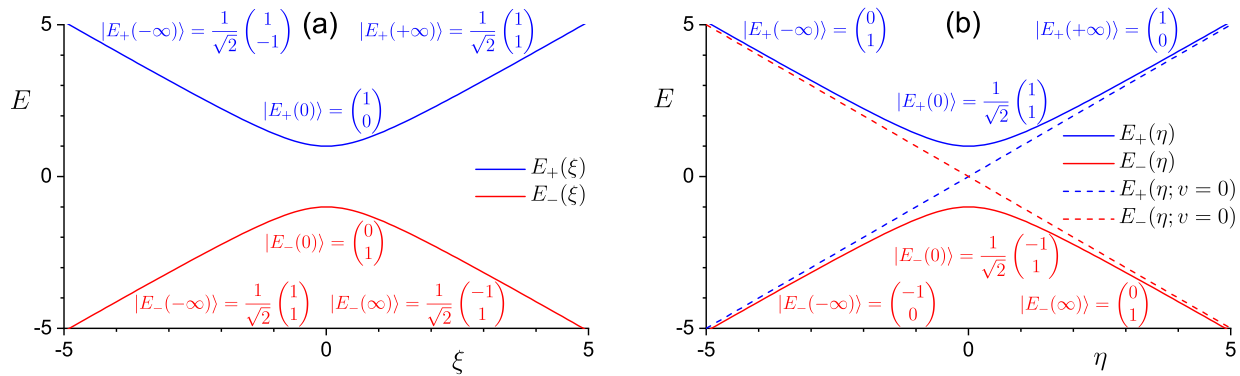 (a)
5
0
-5
E
-5
0
5
ξ
|E₊(−∞)⟩ = 1/√2 (1 −1)
|E₊(+∞)⟩ = 1/√2 (1 1)
|E₊(0)⟩ = (1 0)
E₊(ξ)
E₋(ξ)
|E₋(0)⟩ = (0 1)
|E₋(−∞)⟩ = 1/√2 (1 1)
|E₋(∞)⟩ = 1/√2 (−1 1)
(b)
5
0
-5
E
-5
0
5
η
|E₊(−∞)⟩ = (0 1)
|E₊(+∞)⟩ = (1 0)
|E₊(0)⟩ = 1/√2 (1 1)
E₊(η)
E₋(η)
E₊(η; v = 0)
E₋(η; v = 0)
|E₋(0)⟩ = 1/√2 (−1 1)
|E₋(−∞)⟩ = (−1 0)
|E₋(∞)⟩ = (0 1)